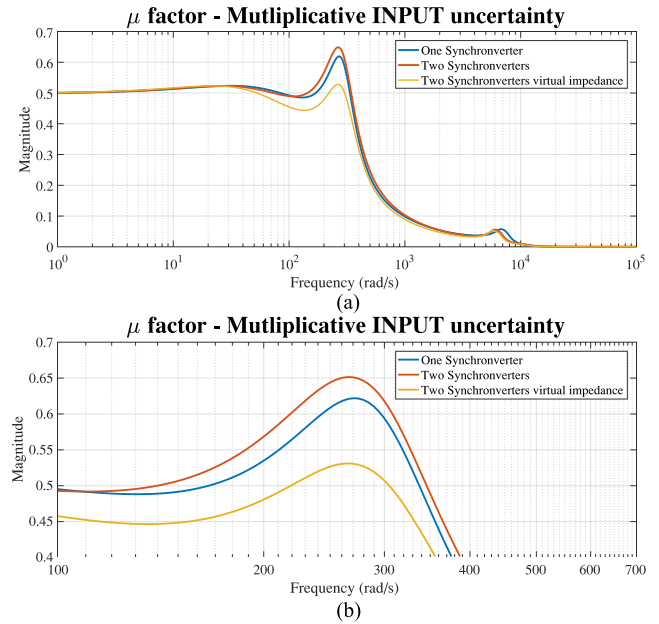 μ factor - Mutliplicative INPUT uncertainty
0.7
0.6
0.5
0.4
0.3
0.2
0.1
0
Magnitude
One Synchronverter
Two Synchronverters
Two Synchronverters virtual impedance
10^0
10^1
10^2
10^3
10^4
10^5
Frequency (rad/s)
(a)
μ factor - Mutliplicative INPUT uncertainty
0.7
0.65
0.6
0.55
0.5
0.45
0.4
Magnitude
One Synchronverter
Two Synchronverters
Two Synchronverters virtual impedance
100
200
300
400
500
600
700
Frequency (rad/s)
(b)